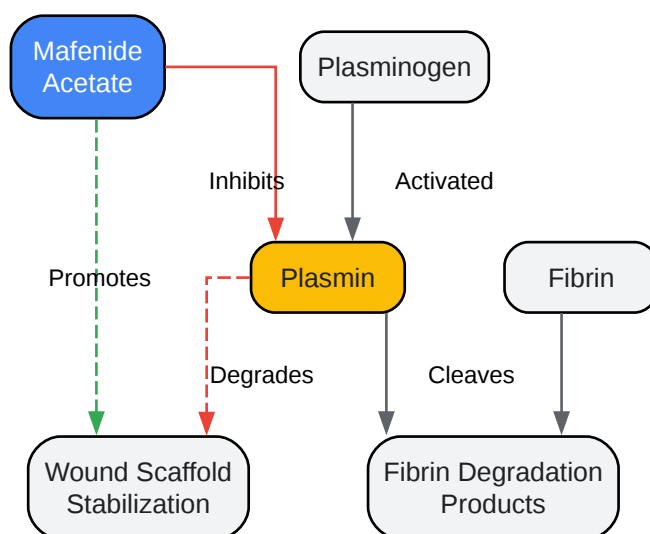 Mafenide
Acetate
Plasminogen
Inhibits
Activated
Promotes
Plasmin
Fibrin
Degrades
Cleaves
Wound Scaffold
Stabilization
Fibrin Degradation
Products